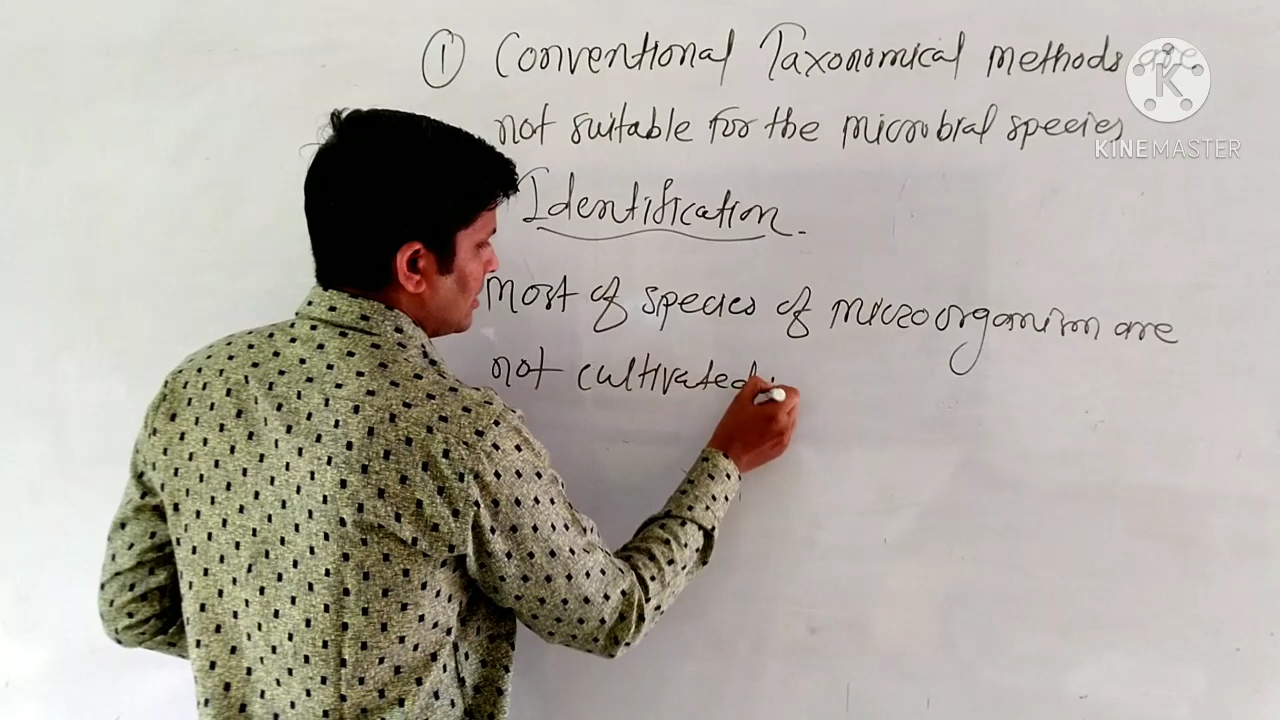 ① Conventional Taxonomical methods are
not suitable for the microbial species
Identification.
Most of species of microorganism are
not cultivated
K
KINEMASTER